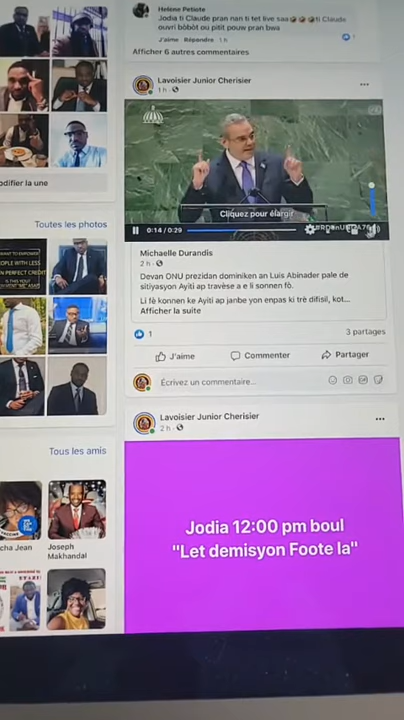 Helene Petiote
Jodia ti Claude pran nan ti tet live saa🤣🤣🤣ti Claude
ouvri bòbòt ou pitit pouw pran bwa
J'aime · Répondre · 1 h
1
Afficher 6 autres commentaires
Lavoisier Junior Cherisier
1 h ·
Cliquez pour élargir
0:14 / 0:29
Michaelle Durandis
2 h ·
Devan ONU prezidan dominiken an Luis Abinader pale de
sitiyasyon Ayiti ap travèse a e li sonnen fò.
Li fè konnen ke Ayiti ap janbe yon enpas ki trè difisil, kot...
Afficher la suite
1
3 partages
J'aime
Commenter
Partager
Écrivez un commentaire...
Lavoisier Junior Cherisier
2 h ·
Jodia 12:00 pm boul
"Let demisyon Foote la"
odifier la une
Toutes les photos
Tous les amis
cha Jean
Joseph
Makhandal